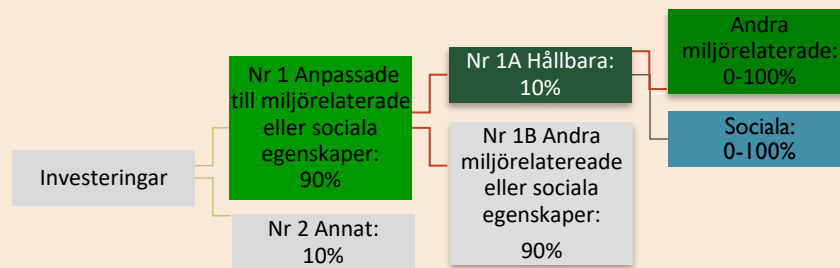 Investeringar
Nr 1 Anpassade
till miljörelaterade
eller sociala
egenskaper:
90%
Nr 2 Annat:
10%
Nr 1A Hållbara:
10%
Nr 1B Andra
miljörelatereade
eller sociala
egenskaper:
90%
Andra
miljörelaterade:
0-100%
Sociala:
0-100%